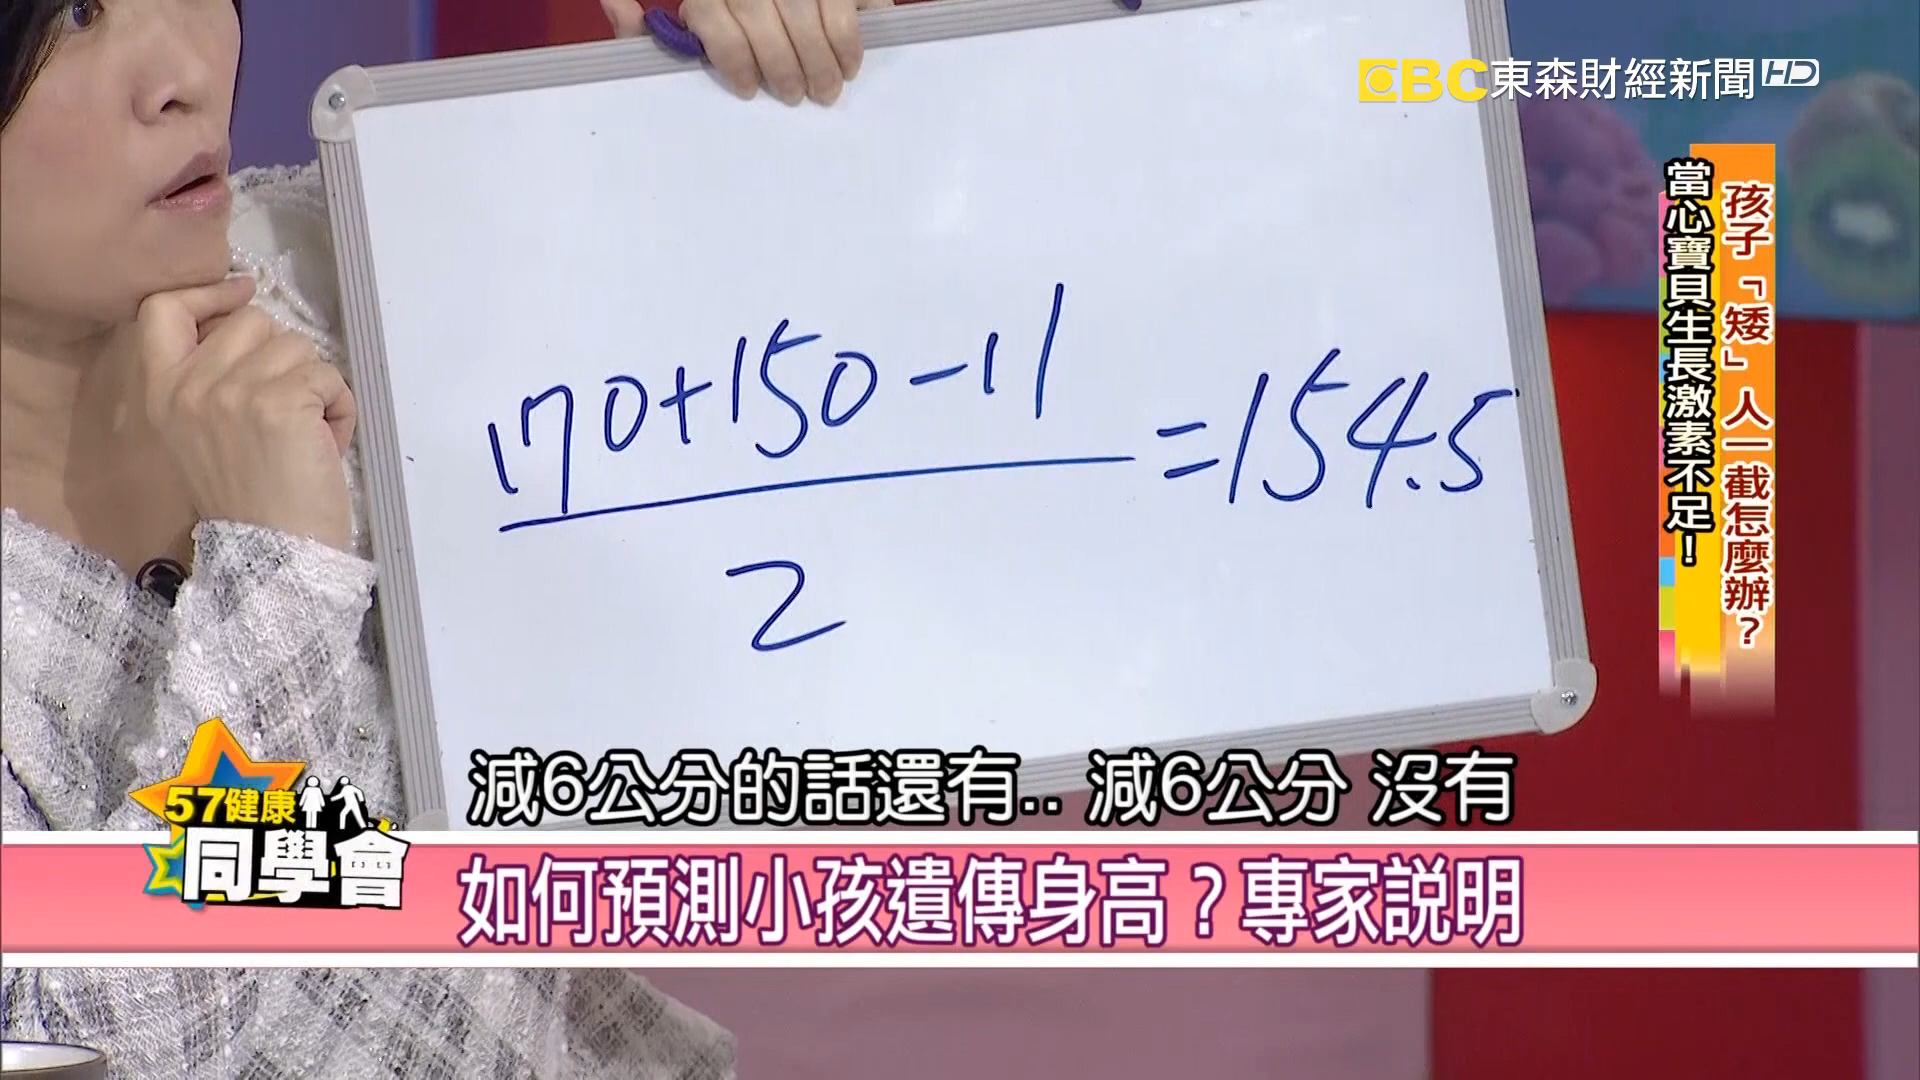 EBC東森財經新聞HD
孩子「矮」人一截怎麼辦？
當心寶貝生長激素不足！
170+150-11
=154.5
2
減6公分的話還有.. 減6公分 沒有
57健康
同學會
如何預測小孩遺傳身高？專家説明